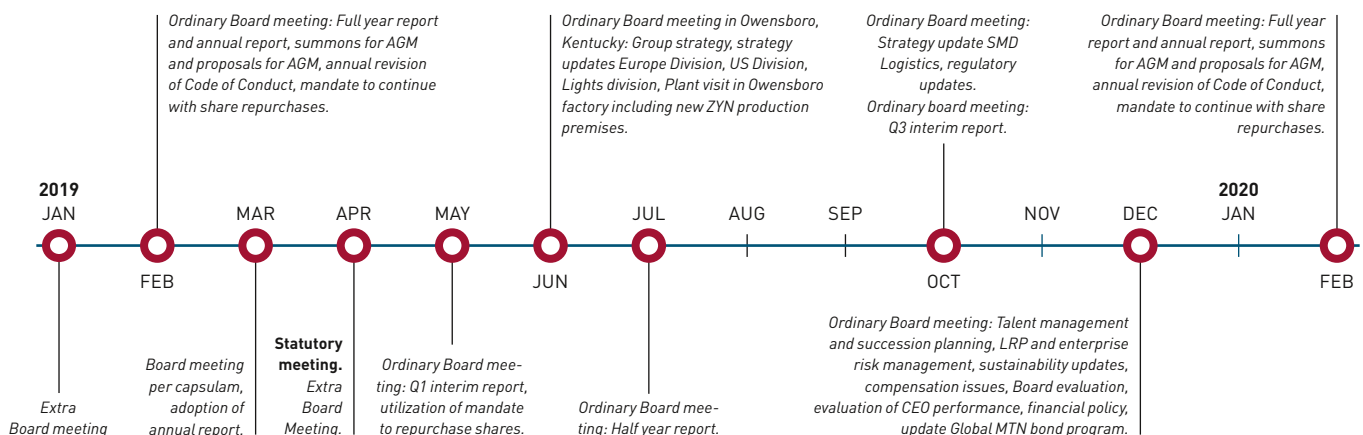 Ordinary Board meeting: Full year report
and annual report, summons for AGM
and proposals for AGM, annual revision
of Code of Conduct, mandate to continue
with share repurchases.
Ordinary Board meeting in Owensboro,
Kentucky: Group strategy, strategy
updates Europe Division, US Division,
Lights division, Plant visit in Owensboro
factory including new ZYN production
premises.
Ordinary Board meeting:
Strategy update SMD
Logistics, regulatory
updates.
Ordinary board meeting:
Q3 interim report.
Ordinary Board meeting: Full year
report and annual report, summons
for AGM and proposals for AGM,
annual revision of Code of Conduct,
mandate to continue with share
repurchases.
2019
JAN
FEB
MAR
APR
MAY
JUN
JUL
AUG
SEP
OCT
NOV
DEC
2020
JAN
FEB
Extra
Board meeting
Board meeting
per capsulam,
adoption of
annual report.
Statutory
meeting.
Extra
Board
Meeting.
Ordinary Board mee-
ting: Q1 interim report,
utilization of mandate
to repurchase shares.
Ordinary Board mee-
ting: Half year report.
Ordinary Board meeting: Talent management
and succession planning, LRP and enterprise
risk management, sustainability updates,
compensation issues, Board evaluation,
evaluation of CEO performance, financial policy,
update Global MTN bond program.